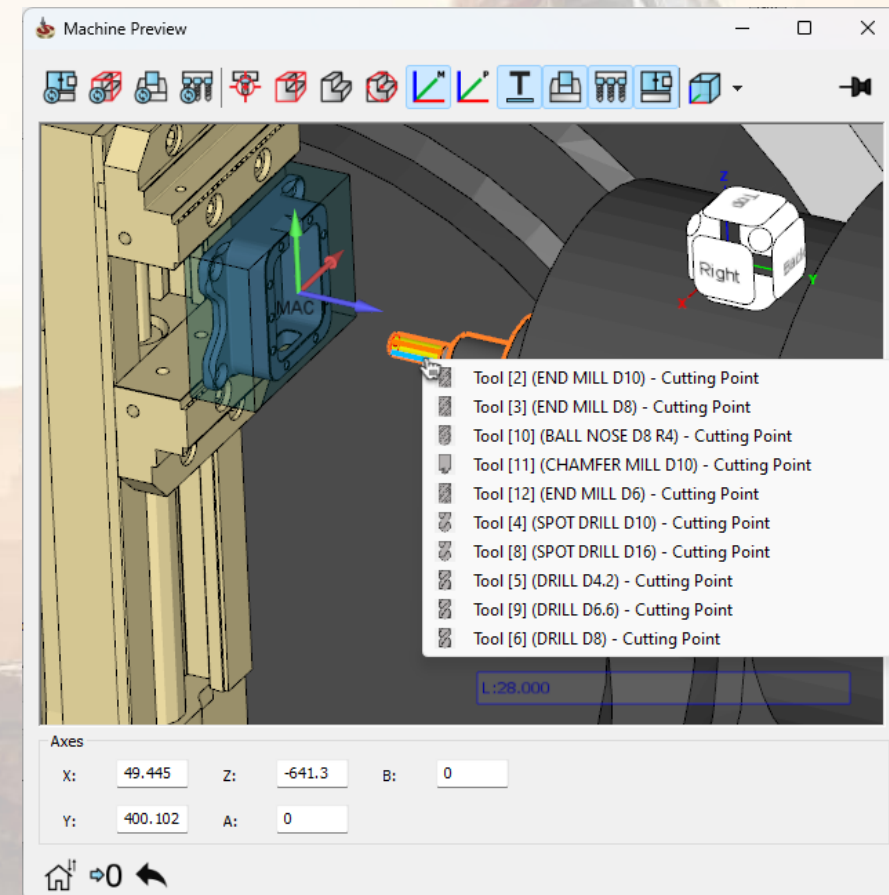 Machine Preview
M
P
T
Z
Top
Right
Back
X
Y
MAC
Tool [2] (END MILL D10) - Cutting Point
Tool [3] (END MILL D8) - Cutting Point
Tool [10] (BALL NOSE D8 R4) - Cutting Point
Tool [11] (CHAMFER MILL D10) - Cutting Point
Tool [12] (END MILL D6) - Cutting Point
Tool [4] (SPOT DRILL D10) - Cutting Point
Tool [8] (SPOT DRILL D16) - Cutting Point
Tool [5] (DRILL D4.2) - Cutting Point
Tool [9] (DRILL D6.6) - Cutting Point
Tool [6] (DRILL D8) - Cutting Point
L:28.000
Axes
X: 49.445 Z: -641.3 B: 0
Y: 400.102 A: 0
0